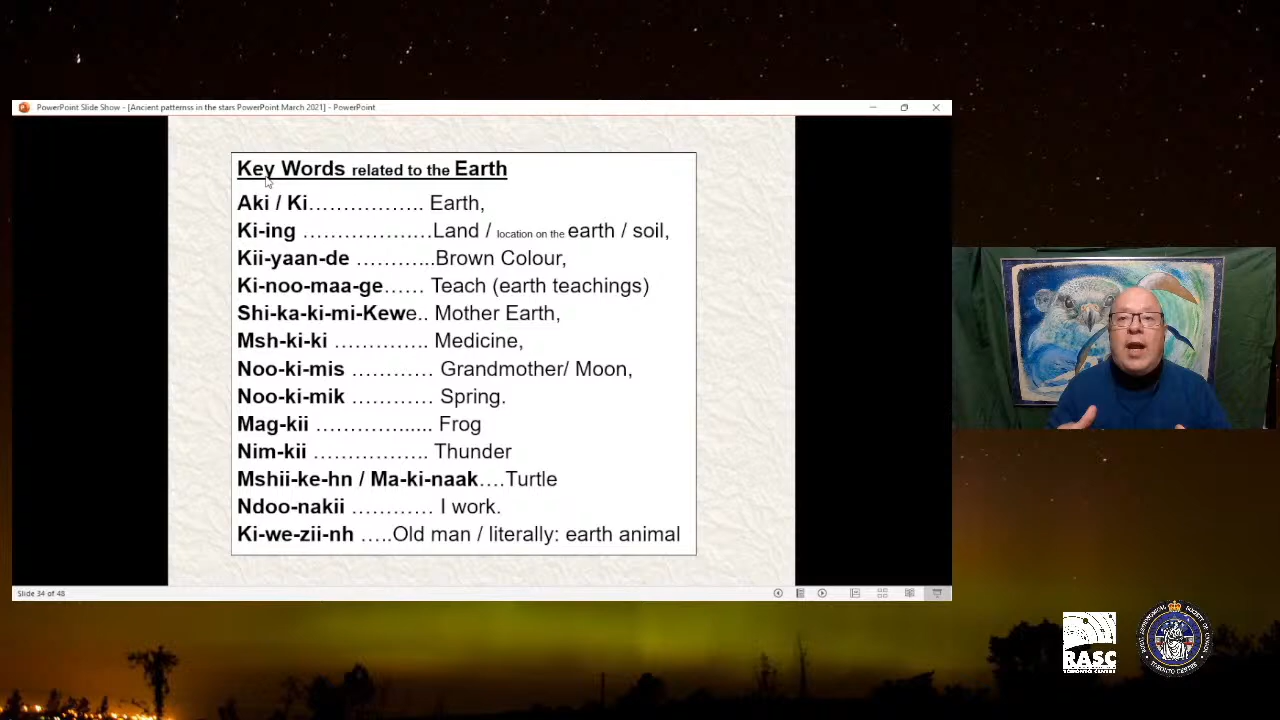 PowerPoint Slide Show - [Ancient patternss in the stars PowerPoint March 2021] - PowerPoint
Key Words related to the Earth
Aki / Ki…………….. Earth,
Ki-ing ……………….Land / location on the earth / soil,
Kii-yaan-de ………...Brown Colour,
Ki-noo-maa-ge…… Teach (earth teachings)
Shi-ka-ki-mi-Kewe.. Mother Earth,
Msh-ki-ki ………….. Medicine,
Noo-ki-mis ………… Grandmother/ Moon,
Noo-ki-mik ………… Spring.
Mag-kii …………...... Frog
Nim-kii …………….. Thunder
Mshii-ke-hn / Ma-ki-naak….Turtle
Ndoo-nakii ………… I work.
Ki-we-zii-nh …..Old man / literally: earth animal
Slide 34 of 48
RASC
TORONTO CENTRE
TORONTO CENTRE